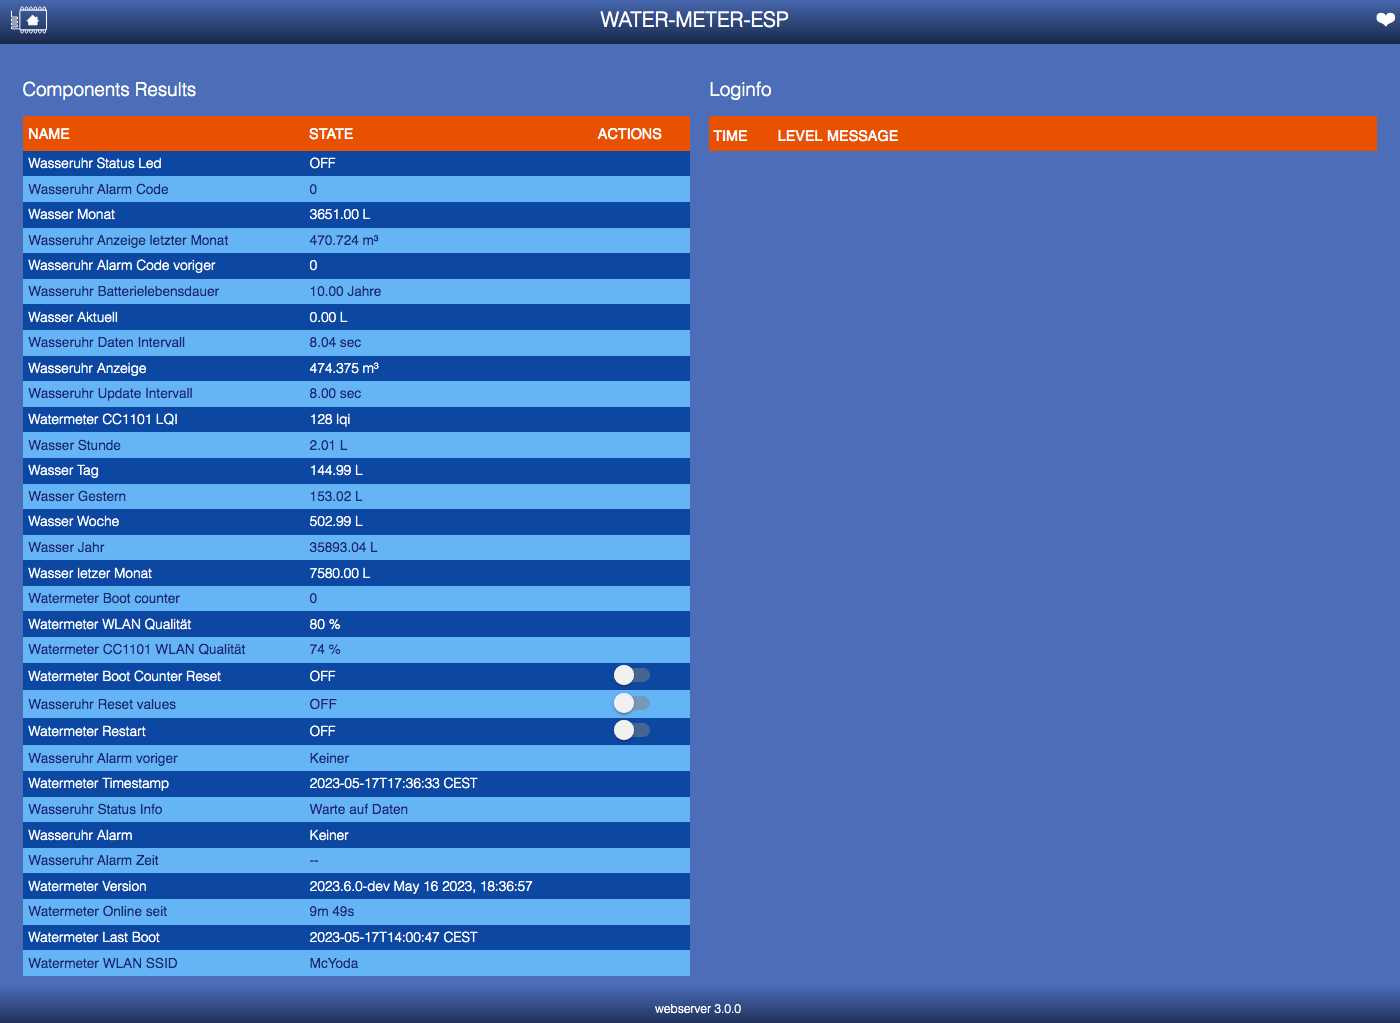 WATER-METER-ESP
Components Results
NAME STATE ACTIONS
Wasseruhr Status Led OFF
Wasseruhr Alarm Code 0
Wasser Monat 3651.00 L
Wasseruhr Anzeige letzter Monat 470.724 m³
Wasseruhr Alarm Code voriger 0
Wasseruhr Batterielebensdauer 10.00 Jahre
Wasser Aktuell 0.00 L
Wasseruhr Daten Intervall 8.04 sec
Wasseruhr Anzeige 474.375 m³
Wasseruhr Update Intervall 8.00 sec
Watermeter CC1101 LQI 128 lqi
Wasser Stunde 2.01 L
Wasser Tag 144.99 L
Wasser Gestern 153.02 L
Wasser Woche 502.99 L
Wasser Jahr 35893.04 L
Wasser letzer Monat 7580.00 L
Watermeter Boot counter 0
Watermeter WLAN Qualität 80 %
Watermeter CC1101 WLAN Qualität 74 %
Watermeter Boot Counter Reset OFF
Wasseruhr Reset values OFF
Watermeter Restart OFF
Wasseruhr Alarm voriger Keiner
Watermeter Timestamp 2023-05-17T17:36:33 CEST
Wasseruhr Status Info Warte auf Daten
Wasseruhr Alarm Keiner
Wasseruhr Alarm Zeit --
Watermeter Version 2023.6.0-dev May 16 2023, 18:36:57
Watermeter Online seit 9m 49s
Watermeter Last Boot 2023-05-17T14:00:47 CEST
Watermeter WLAN SSID McYoda
Loginfo
TIME LEVEL MESSAGE
webserver 3.0.0